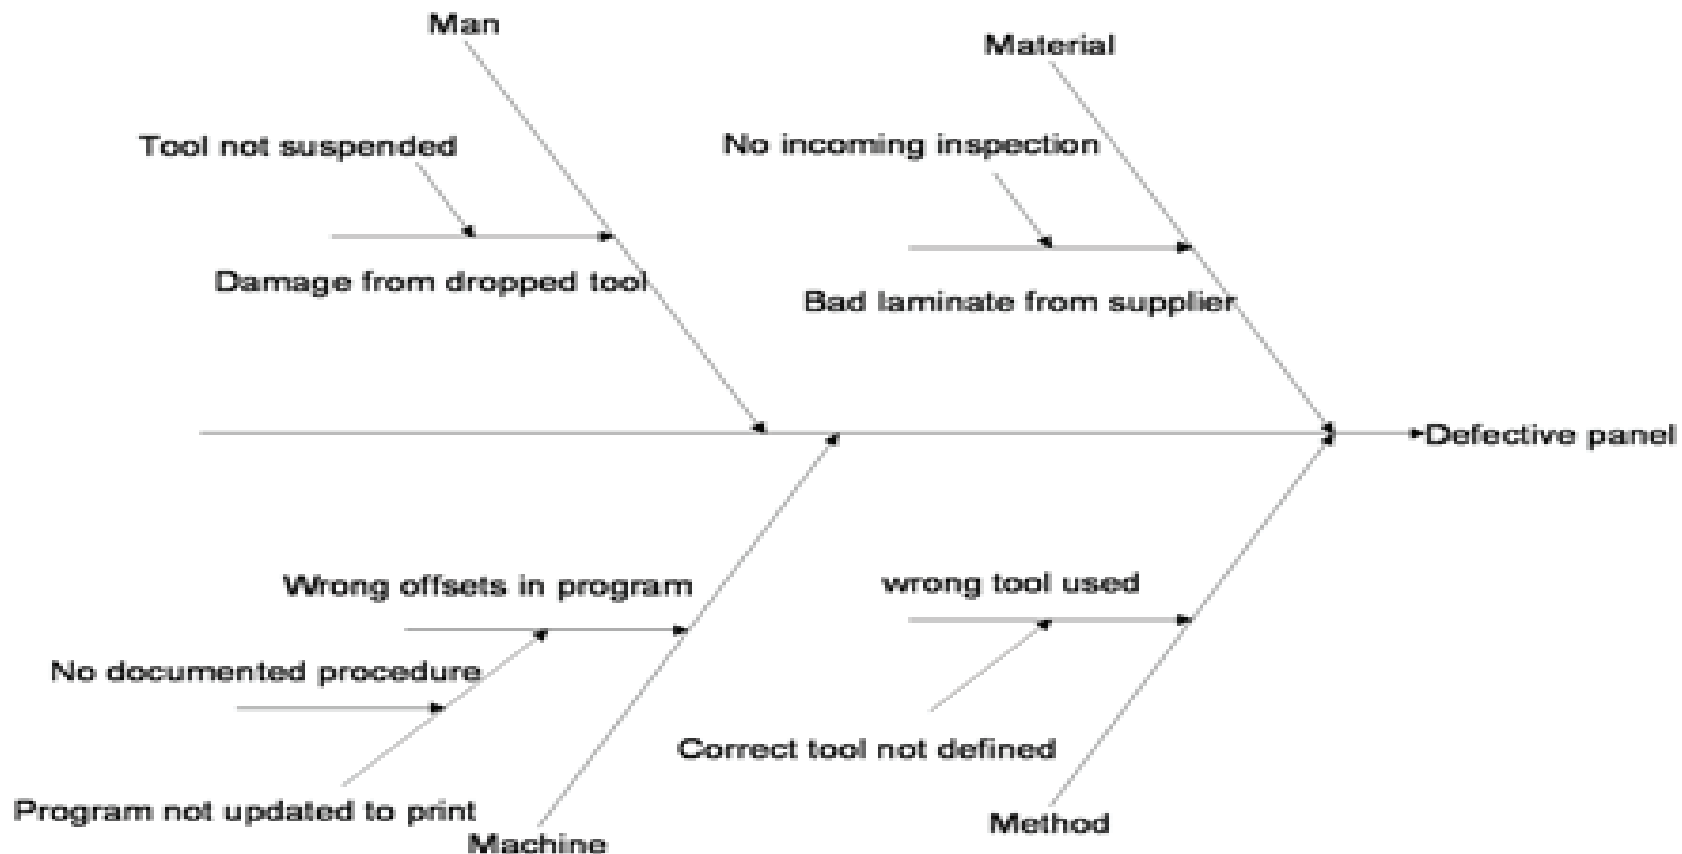 Man
Material
Tool not suspended
No incoming inspection
Damage from dropped tool
Bad laminate from supplier
Defective panel
Wrong offsets in program
wrong tool used
No documented procedure
Correct tool not defined
Program not updated to print
Method
Machine